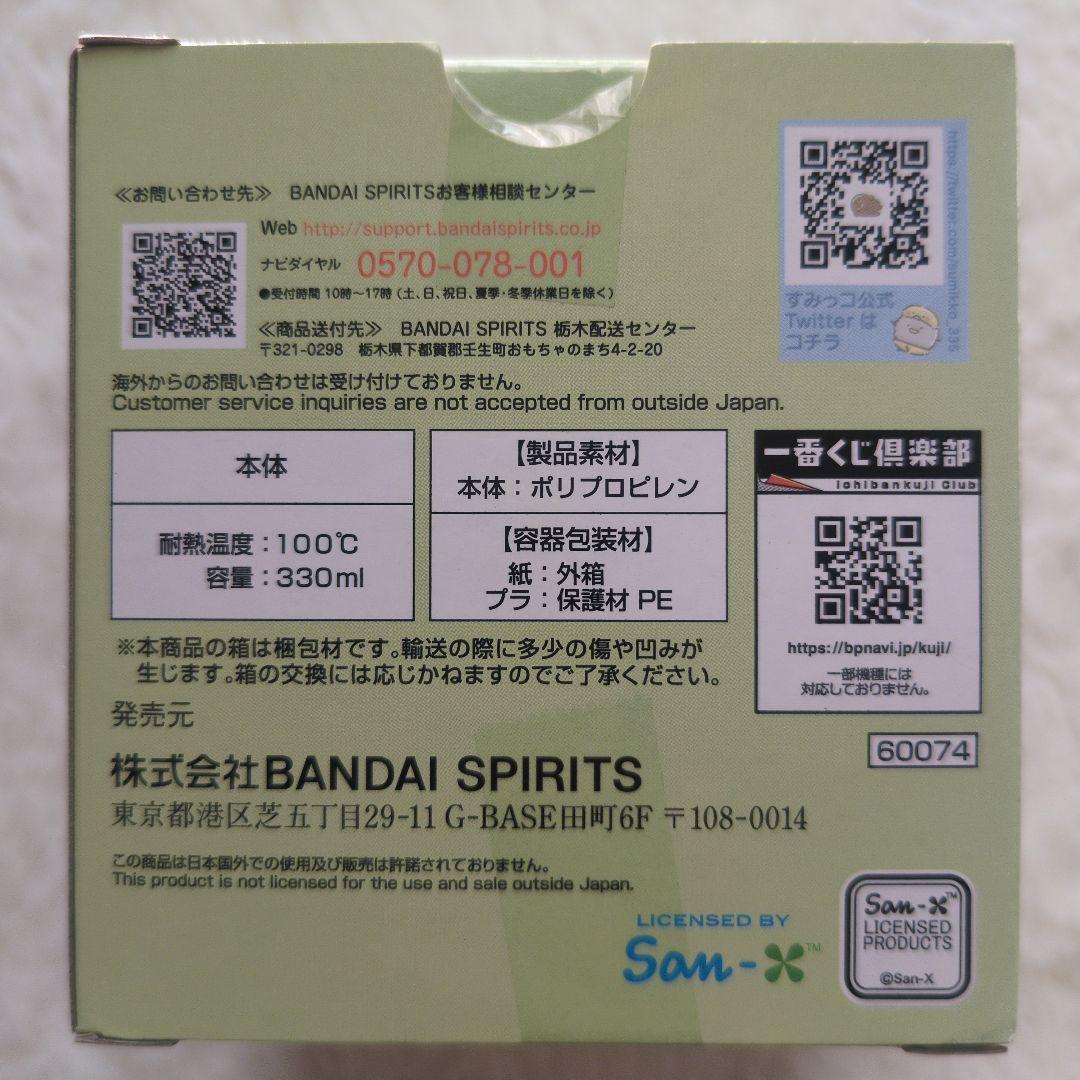 ≪お問い合わせ先≫ BANDAI SPIRITSお客様相談センター
Web http://support.bandaispirits.co.jp
ナビダイヤル 0570-078-001
●受付時間 10時～17時（土、日、祝日、夏季・冬季休業日を除く）
≪商品送付先≫ BANDAI SPIRITS 栃木配送センター
〒321-0298 栃木県下都賀郡壬生町おもちゃのまち4-2-20
https://twitter.com/sumikko_335
すみっコ公式
Twitter は
コチラ
海外からのお問い合わせは受け付けておりません。
Customer service inquiries are not accepted from outside Japan.
本体
耐熱温度：100℃
容量：330ml
【製品素材】
本体：ポリプロピレン
【容器包装材】
紙：外箱
プラ：保護材 PE
一番くじ倶楽部
ichibankuji Club
https://bpnavi.jp/kuji/
一部機種には
対応しておりません。
※本商品の箱は梱包材です。輸送の際に多少の傷や凹みが
生じます。箱の交換には応じかねますのでご了承ください。
発売元
株式会社BANDAI SPIRITS
東京都港区芝五丁目29-11 G-BASE田町6F 〒108-0014
60074
この商品は日本国外での使用及び販売は許諾されておりません。
This product is not licensed for the use and sale outside Japan.
LICENSED BY
San-X™
San-X™
LICENSED
PRODUCTS
©San-X